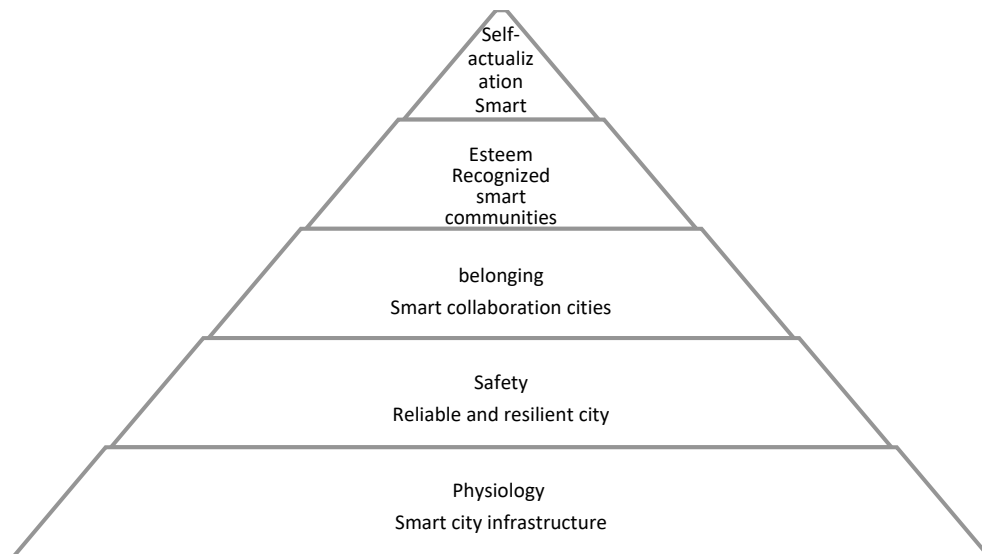 Self-
actualiz
ation
Smart
Esteem
Recognized
smart
communities
belonging
Smart collaboration cities
Safety
Reliable and resilient city
Physiology
Smart city infrastructure